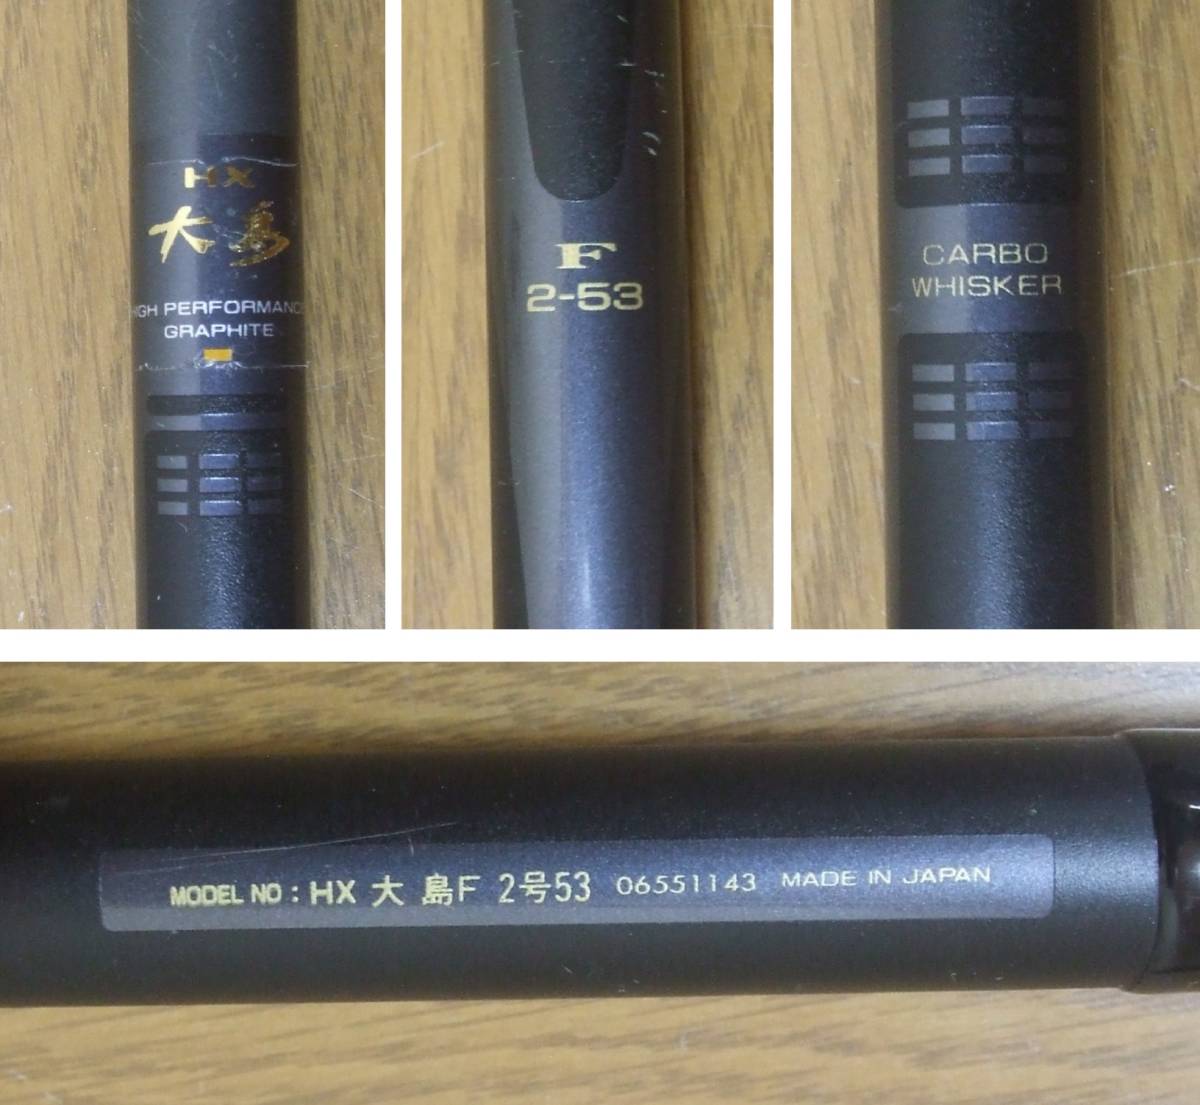 HX
大島
HIGH PERFORMANCE
GRAPHITE
F
2-53
CARBO
WHISKER
MODEL NO : HX 大 島F 2号53 06551143 MADE IN JAPAN